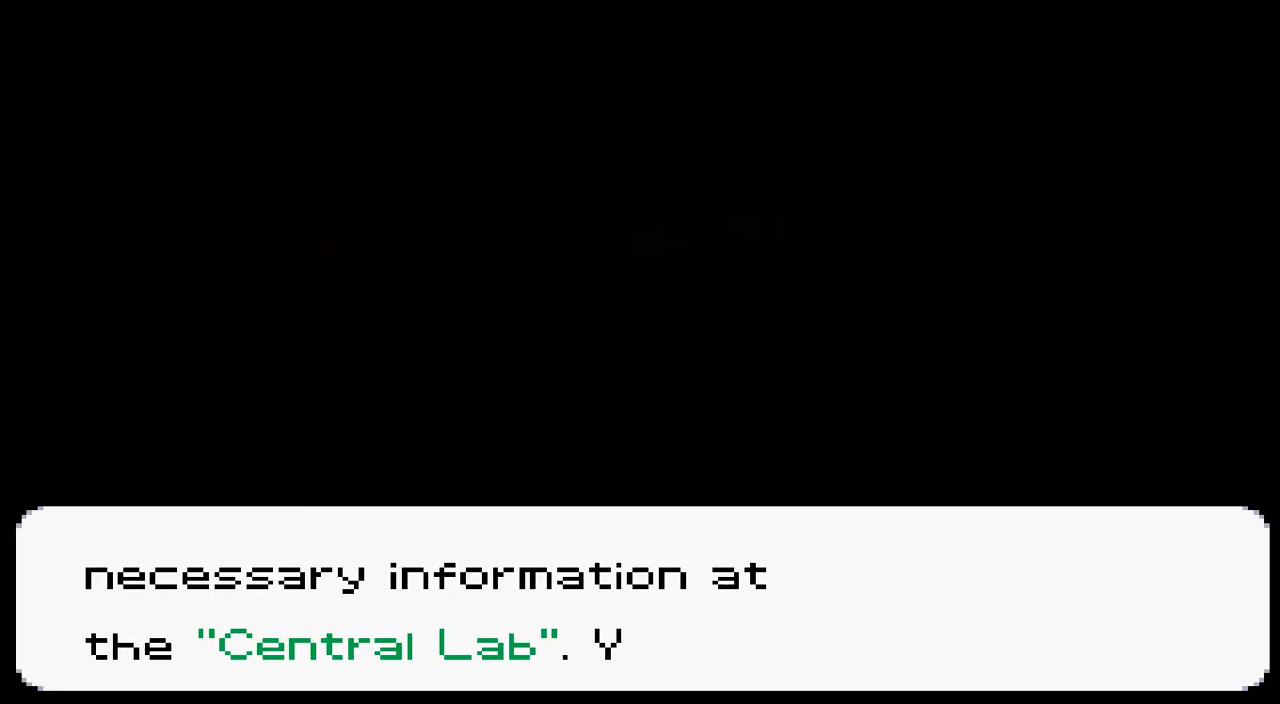 necessary information at
the "Central Lab". Y